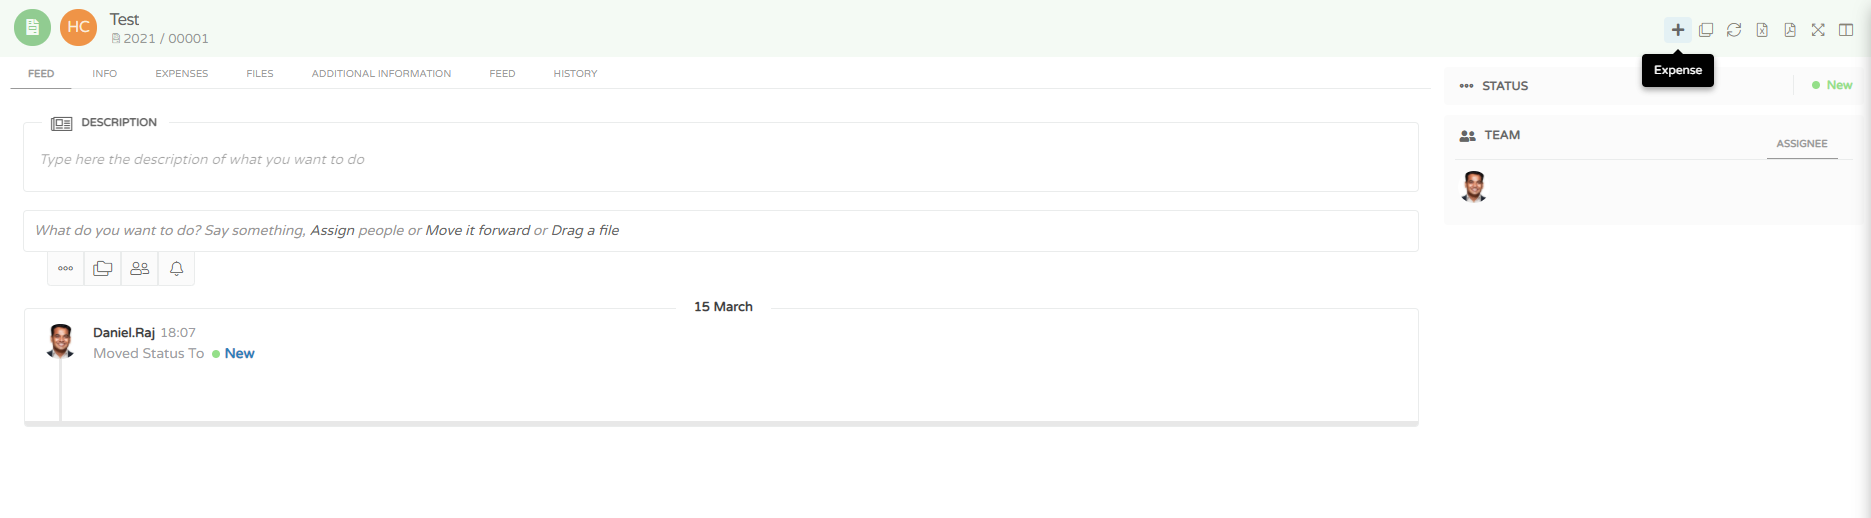 HC
Test
2021 / 00001
Expense
FEED
INFO
EXPENSES
FILES
ADDITIONAL INFORMATION
FEED
HISTORY
STATUS
New
DESCRIPTION
Type here the description of what you want to do
TEAM
ASSIGNEE
What do you want to do? Say something, Assign people or Move it forward or Drag a file
15 March
Daniel.Raj 18:07
Moved Status To New